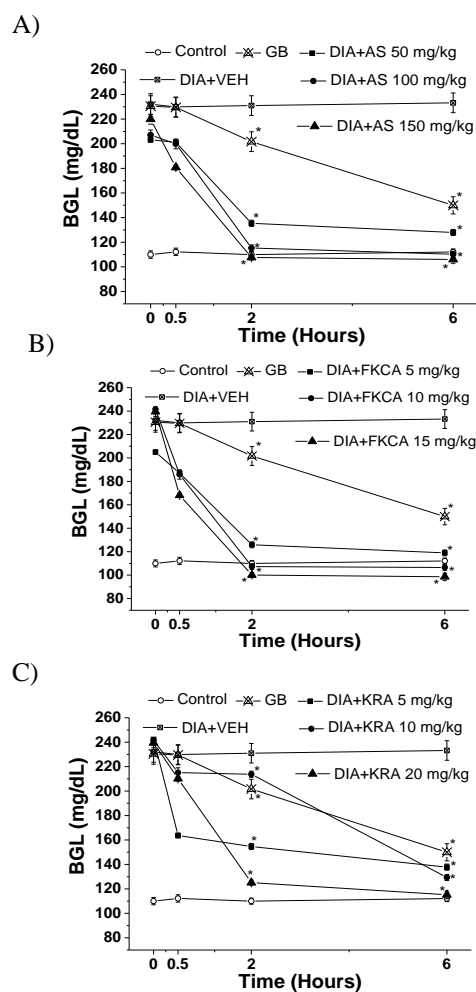 A)
Control GB DIA+AS 50 mg/kg
DIA+VEH DIA+AS 100 mg/kg
DIA+AS 150 mg/kg
260
240
220
200
180
160
140
120
100
80
BGL (mg/dL)
* * * * * * * *
0 0.5 2 6
Time (Hours)
B)
Control GB DIA+FKCA 5 mg/kg
DIA+VEH DIA+FKCA 10 mg/kg
DIA+FKCA 15 mg/kg
260
240
220
200
180
160
140
120
100
80
BGL (mg/dL)
* * * * * * * *
0 0.5 2 6
Time (Hours)
C)
Control GB DIA+KRA 5 mg/kg
DIA+VEH DIA+KRA 10 mg/kg
DIA+KRA 20 mg/kg
260
240
220
200
180
160
140
120
100
80
BGL (mg/dL)
* * * * * * * *
0 0.5 2 6
Time (Hours)